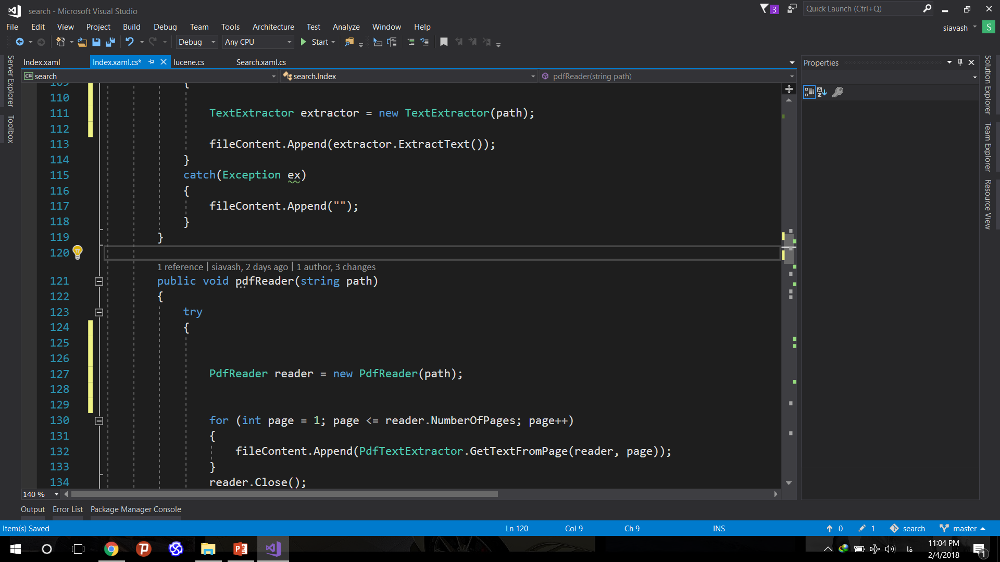 search - Microsoft Visual Studio
3
Quick Launch (Ctrl+Q)
File Edit View Project Build Debug Team Tools Architecture Test Analyze Window Help
siavash S
Debug Any CPU Start
Server Explorer
Toolbox
Index.xaml Index.xaml.cs* lucene.cs Search.xaml.cs
C# search search.Index pdfReader(string path)
109 {
110
111 TextExtractor extractor = new TextExtractor(path);
112
113 fileContent.Append(extractor.ExtractText());
114 }
115 catch(Exception ex)
116 {
117 fileContent.Append("");
118 }
119 }
120
1 reference | siavash, 2 days ago | 1 author, 3 changes
121 public void pdfReader(string path)
122 {
123 try
124 {
125
126
127 PdfReader reader = new PdfReader(path);
128
129
130 for (int page = 1; page <= reader.NumberOfPages; page++)
131 {
132 fileContent.Append(PdfTextExtractor.GetTextFromPage(reader, page));
133 }
134 reader.Close();
140 %
Properties
Solution Explorer
Team Explorer
Resource View
Output Error List Package Manager Console
Item(s) Saved Ln 120 Col 9 Ch 9 INS 0 1 search master
فا
11:04 PM
2/4/2018
1